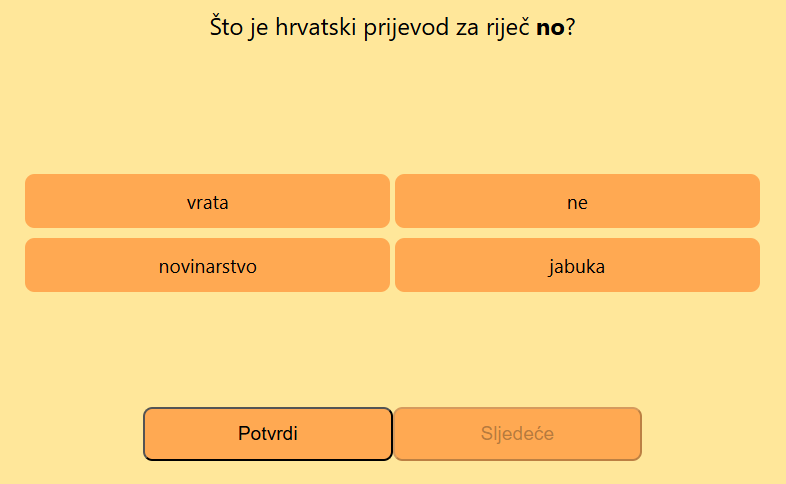 Što je hrvatski prijevod za riječ no?
vrata
ne
novinarstvo
jabuka
Potvrdi
Sljedeće